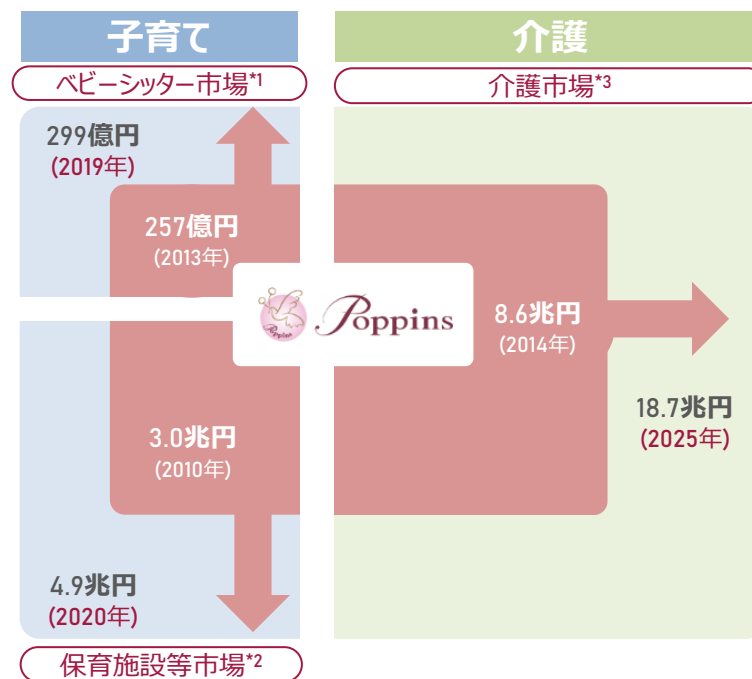 子育て
ベビーシッター市場*1
299億円
(2019年)
257億円
(2013年)
3.0兆円
(2010年)
4.9兆円
(2020年)
保育施設等市場*2
Poppins
Poppins
介護
介護市場*3
8.6兆円
(2014年)
18.7兆円
(2025年)